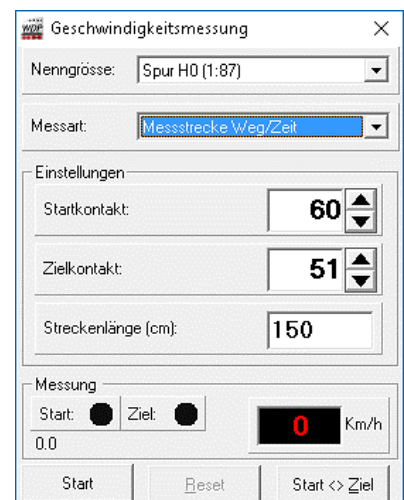 WDP Geschwindigkeitsmessung
Nenngrösse: Spur H0 (1:87)
Messart: Messstrecke Weg/Zeit
Einstellungen
Startkontakt: 60
Zielkontakt: 51
Streckenlänge (cm): 150
Messung
Start: Ziel: 0 Km/h
0.0
Start Reset Start <> Ziel